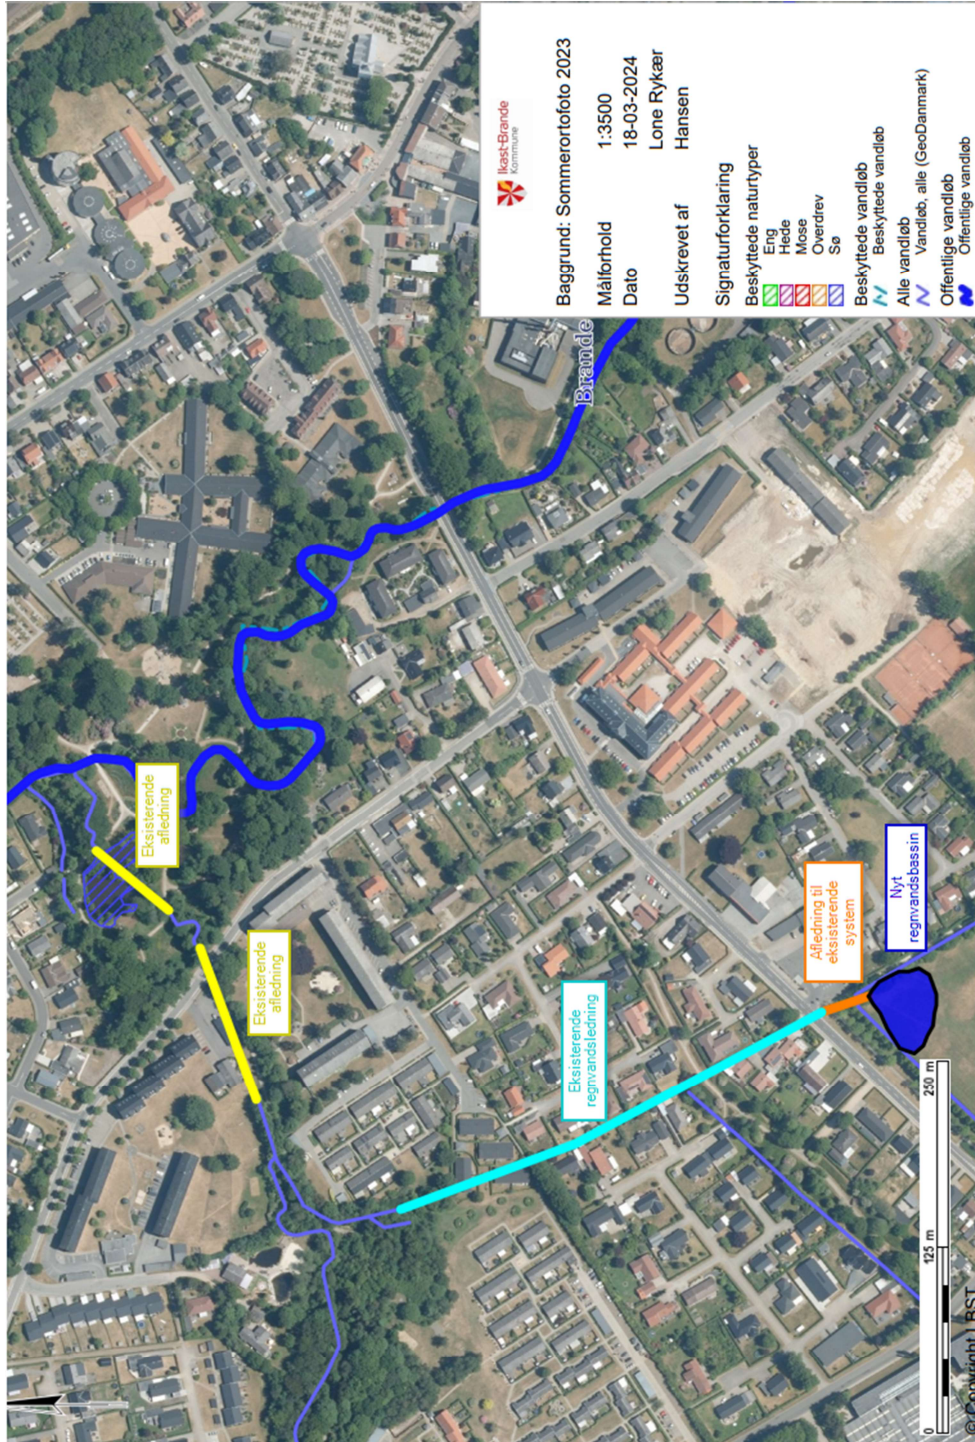 Ikast-Brande
Kommune
Baggrund: Sommerortofoto 2023
Målforhold 1:3500
Dato 18-03-2024
Udskrevet af Lone Rykær
Hansen
Signaturforklaring
Beskyttede naturtyper
Eng
Hede
Mose
Overdrev
Sø
Beskyttede vandløb
Beskyttede vandløb
Alle vandløb
Vandløb, alle (GeoDanmark)
Offentlige vandløb
Offentlige vandløb
Brande
Eksisterende
afledning
Eksisterende
afledning
Eksisterende
regnvandsledning
Afledning til
eksisterende
system
Nyt
regnvandsbassin
0 125 m 250 m
© Copyright LBST